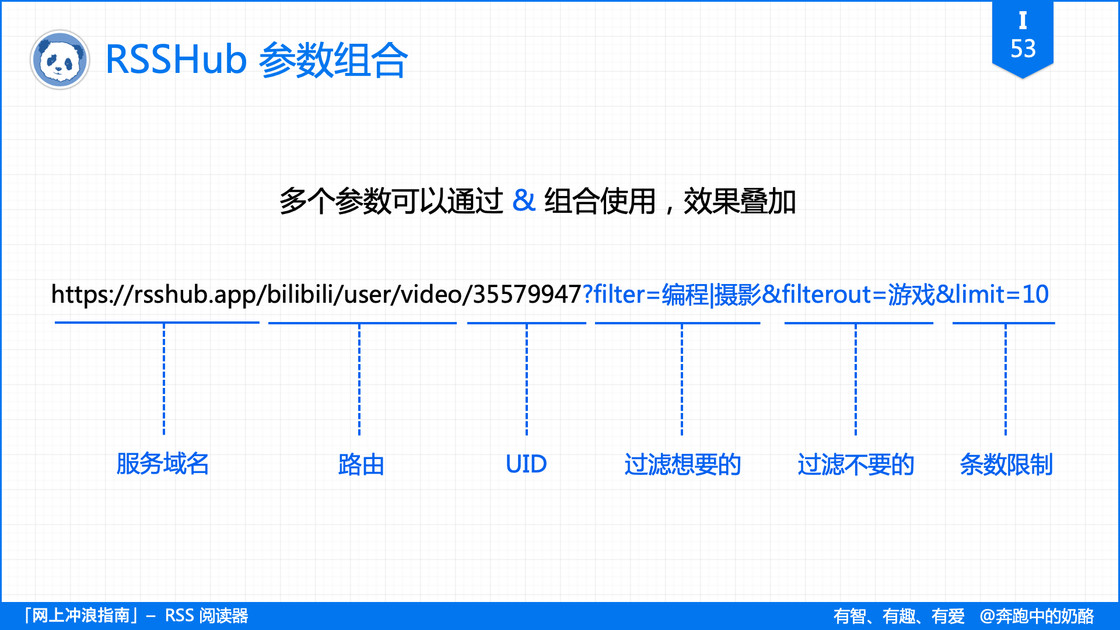 I
53
RSSHub 参数组合
多个参数可以通过 & 组合使用，效果叠加
https://rsshub.app/bilibili/user/video/35579947?filter=编程|摄影&filterout=游戏&limit=10
服务域名 路由 UID 过滤想要的 过滤不要的 条数限制
「网上冲浪指南」– RSS 阅读器
有智、有趣、有爱 @奔跑中的奶酪